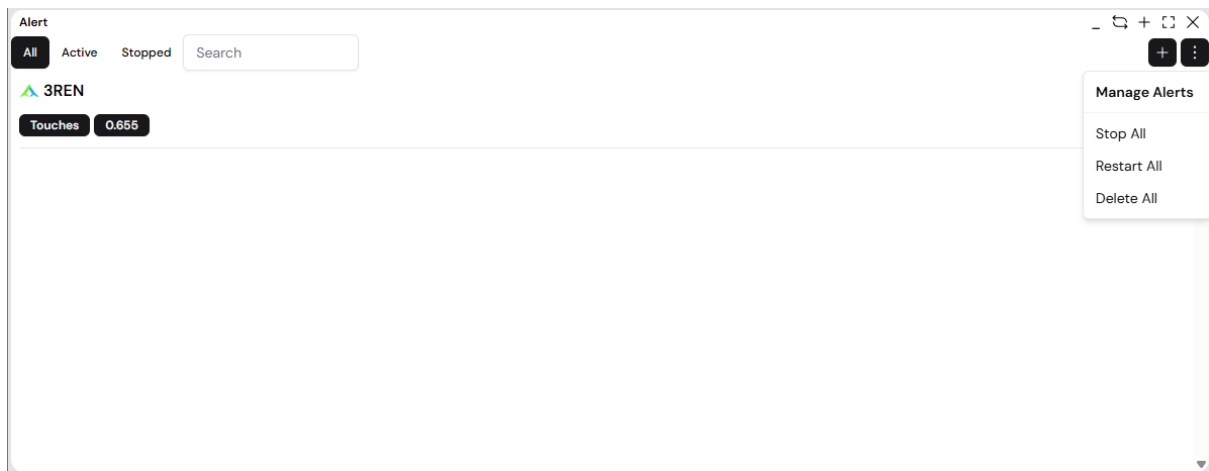 Alert
All Active Stopped Search
3REN
Touches 0.655
Manage Alerts
Stop All
Restart All
Delete All